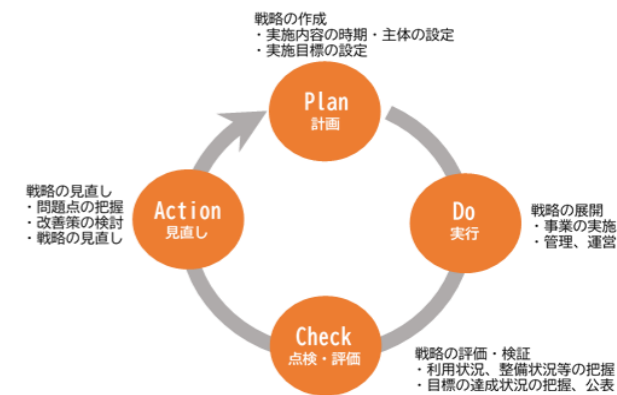 戦略の作成
・実施内容の時期・主体の設定
・実施目標の設定
Plan
計画
Do
実行
戦略の展開
・事業の実施
・管理、運営
Check
点検・評価
戦略の評価・検証
・利用状況、整備状況等の把握
・目標の達成状況の把握、公表
Action
見直し
戦略の見直し
・問題点の把握
・改善策の検討
・戦略の見直し